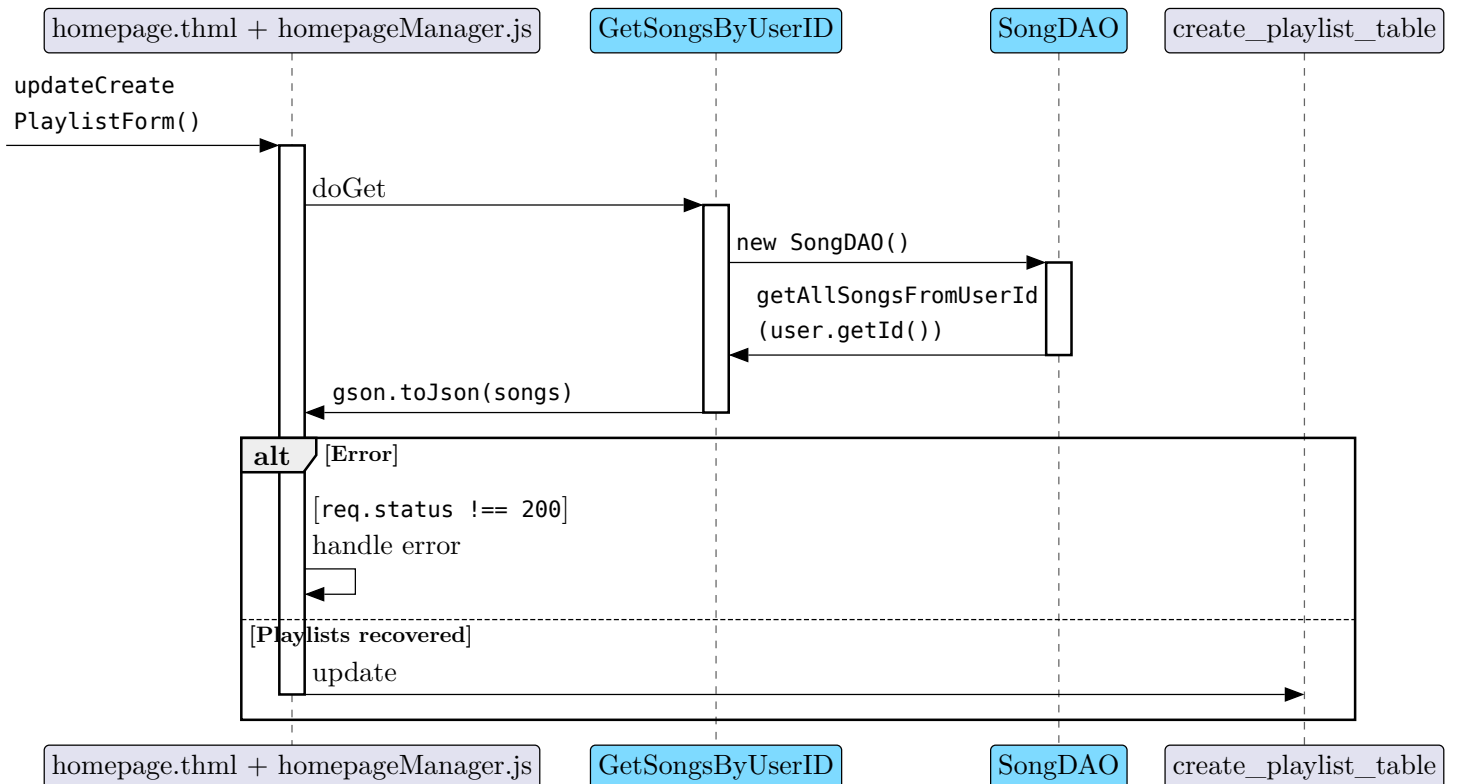 homepage.thml + homepageManager.js GetSongsByUserID SongDAO create_playlist_table
updateCreate
PlaylistForm()
doGet
new SongDAO()
getAllSongsFromUserId
(user.getId())
gson.toJson(songs)
alt [Error]
[req.status !== 200]
handle error
[Playlists recovered]
update
homepage.thml + homepageManager.js GetSongsByUserID SongDAO create_playlist_table